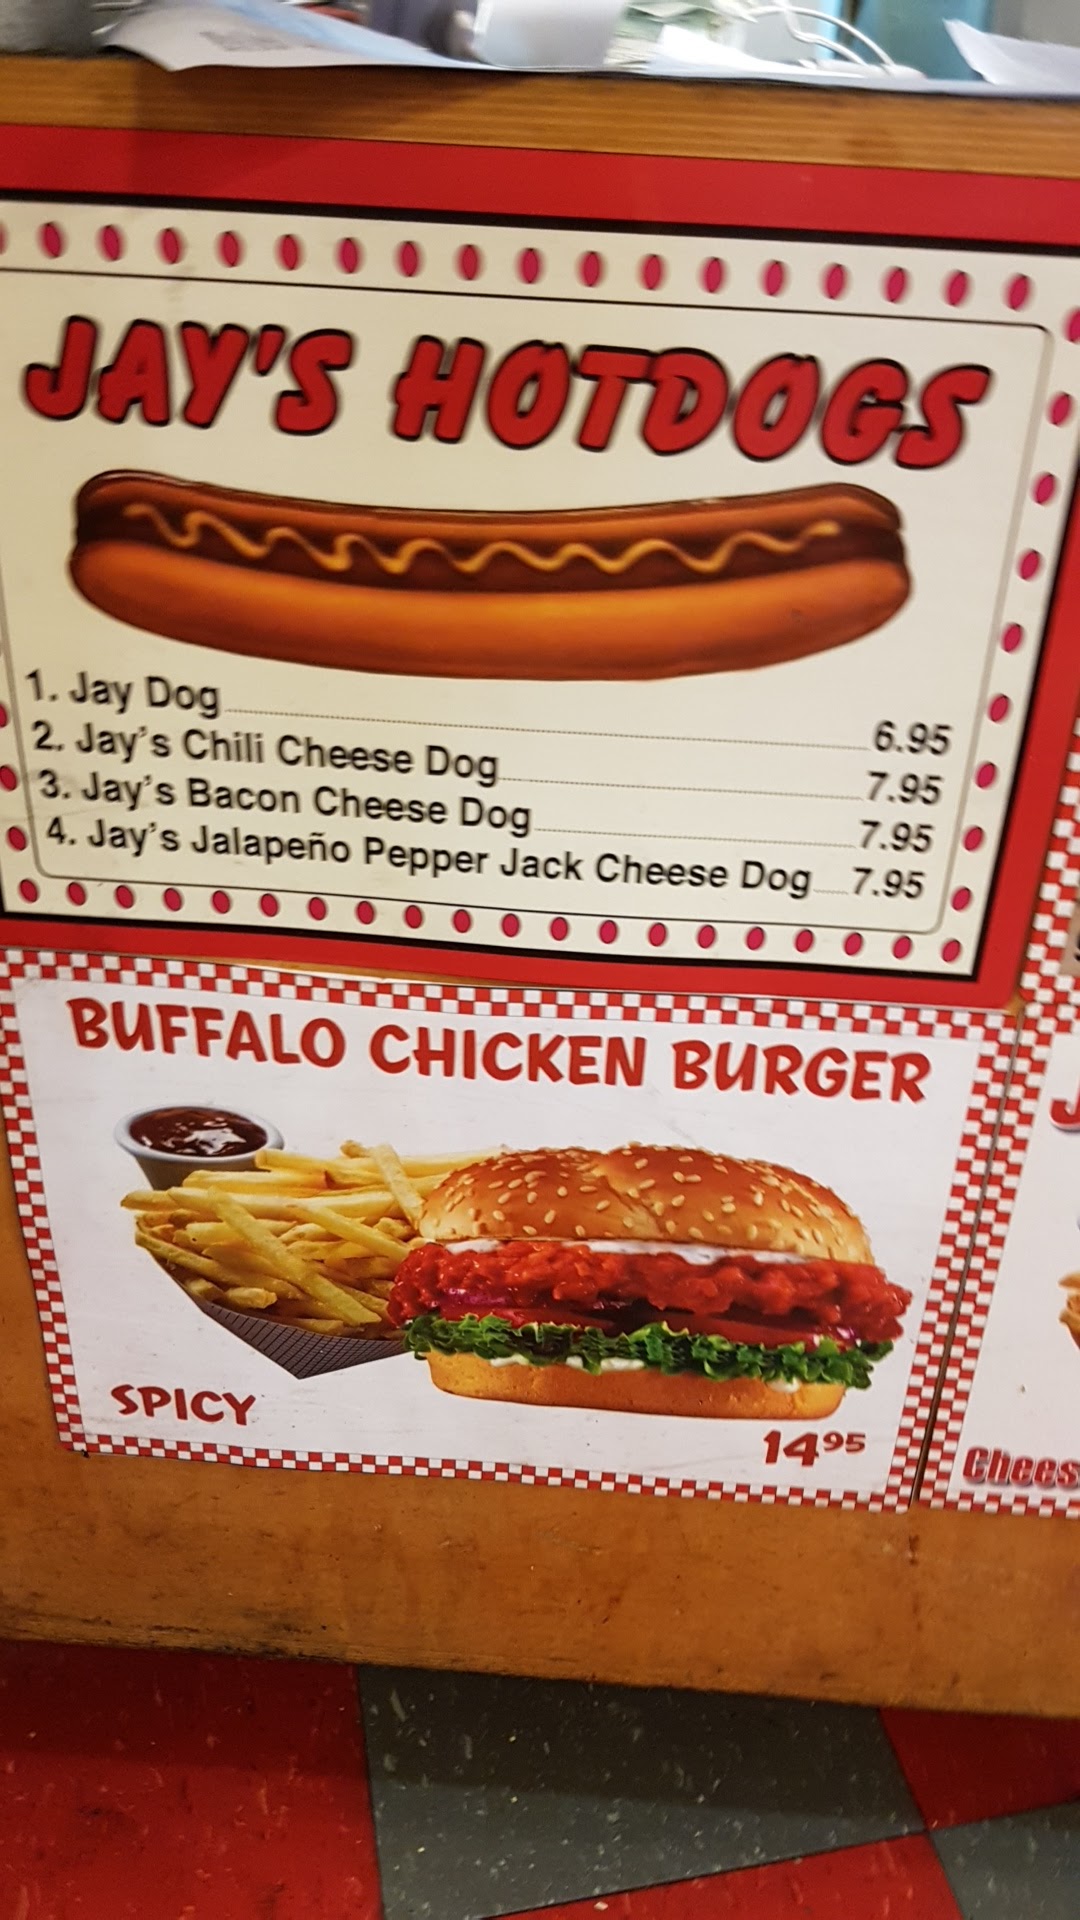 JAY'S HOTDOGS
1. Jay Dog 6.95
2. Jay's Chili Cheese Dog 7.95
3. Jay's Bacon Cheese Dog 7.95
4. Jay's Jalapeño Pepper Jack Cheese Dog 7.95
BUFFALO CHICKEN BURGER
SPICY
14.95